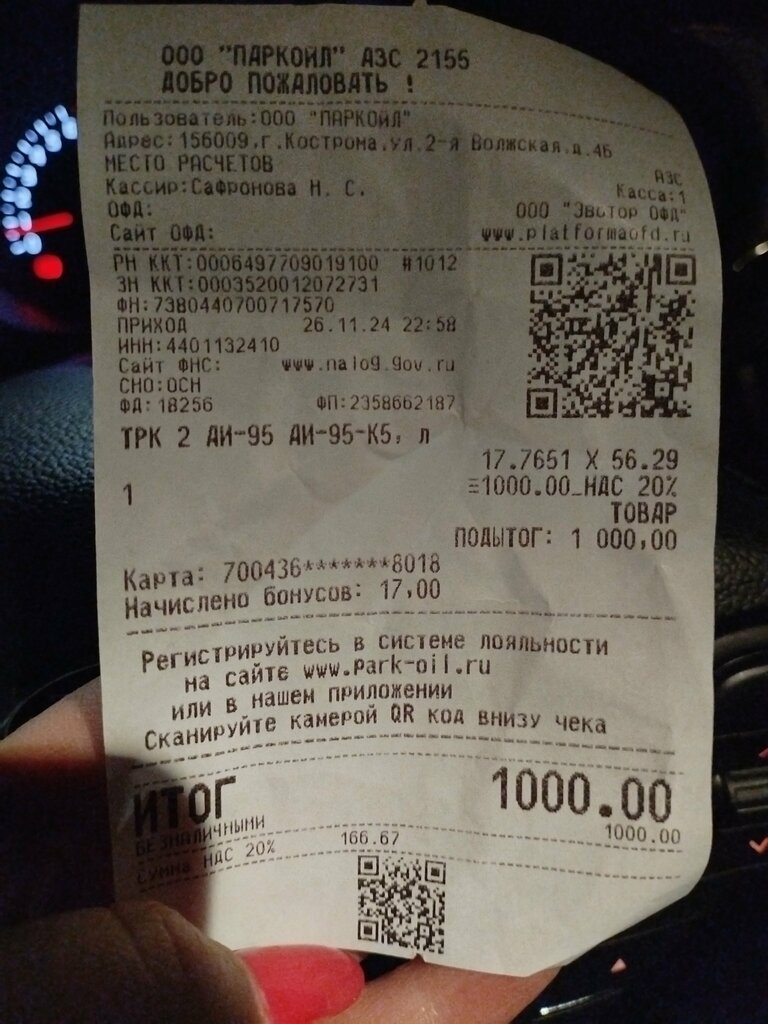 ООО "ПАРКОЙЛ" АЗС 2155
ДОБРО ПОЖАЛОВАТЬ !
Пользователь:ООО "ПАРКОЙЛ"
Адрес:156009,г.Кострома,ул.2-я Волжская,д.4Б
МЕСТО РАСЧЕТОВ
АЗС
Кассир:Сафронова Н. С.
Касса:1
ОФД:
ООО "Эвотор ОФД"
Сайт ОФД:
www.platformaofd.ru
РН ККТ:0006497709019100 #1012
ЗН ККТ:0003520012072731
ФН:7380440700717570
ПРИХОД 26.11.24 22:58
ИНН:4401132410
Сайт ФНС: www.nalog.gov.ru
СНО:ОСН
ФД:18256 ФП:2358662187
ТРК 2 АИ-95 АИ-95-К5, л
17.7651 X 56.29
1 =1000.00_НДС 20%
ТОВАР
ПОДЫТОГ: 1 000,00
Карта: 700436*******8018
Начислено бонусов: 17,00
Регистрируйтесь в системе лояльности
на сайте www.park-oil.ru
или в нашем приложении
Сканируйте камерой QR код внизу чека
ИТОГ 1000.00
БЕЗНАЛИЧНЫМИ 1000.00
СУММА НДС 20% 166.67